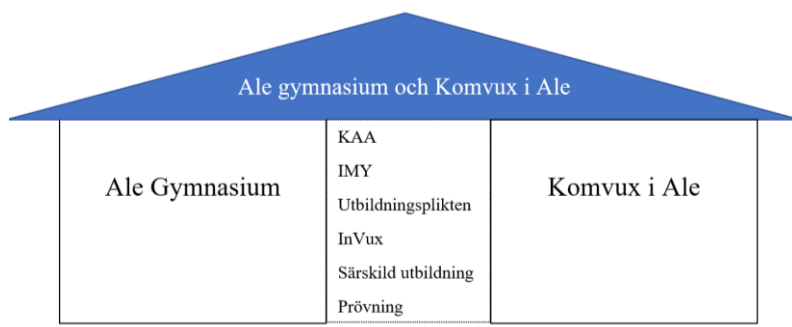 Ale gymnasium och Komvux i Ale
Ale Gymnasium
KAA
IMY
Utbildningsplikten
InVux
Särskild utbildning
Prövning
Komvux i Ale